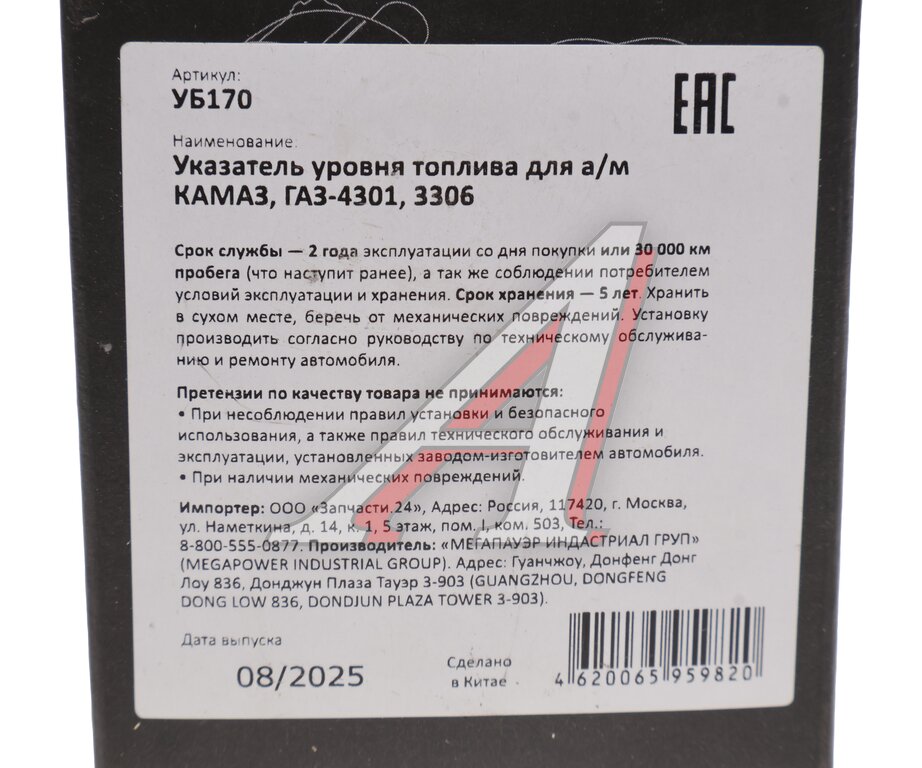 Артикул:
УБ170
EAC
Наименование:
Указатель уровня топлива для а/м
КАМАЗ, ГАЗ-4301, 3306
Срок службы — 2 года эксплуатации со дня покупки или 30 000 км
пробега (что наступит ранее), а так же соблюдении потребителем
условий эксплуатации и хранения. Срок хранения — 5 лет. Хранить
в сухом месте, беречь от механических повреждений. Установку
производить согласно руководству по техническому обслужива-
нию и ремонту автомобиля.
Претензии по качеству товара не принимаются:
• При несоблюдении правил установки и безопасного
использования, а также правил технического обслуживания и
эксплуатации, установленных заводом-изготовителем автомобиля.
• При наличии механических повреждений.
Импортер: ООО «Запчасти.24», Адрес: Россия, 117420, г. Москва,
ул. Наметкина, д. 14, к. 1, 5 этаж, пом. I, ком. 503, Тел.:
8-800-555-0877. Производитель: «МЕГАПАУЭР ИНДАСТРИАЛ ГРУП»
(MEGAPOWER INDUSTRIAL GROUP). Адрес: Гуанчжоу, Донфенг Донг
Лоу 836, Донджун Плаза Тауэр 3-903 (GUANGZHOU, DONGFENG
DONG LOW 836, DONDJUN PLAZA TOWER 3-903).
Дата выпуска
08/2025
Сделано
в Китае
4 620065 959820